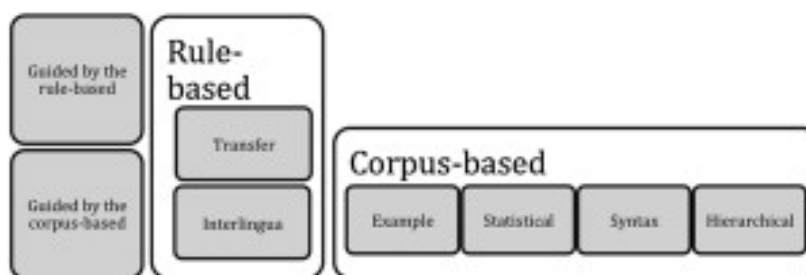 Guided by the
rule-based
Guided by the
corpus-based
Rule-
based
Transfer
Interlingua
Corpus-based
Example
Statistical
Syntax
Hierarchical